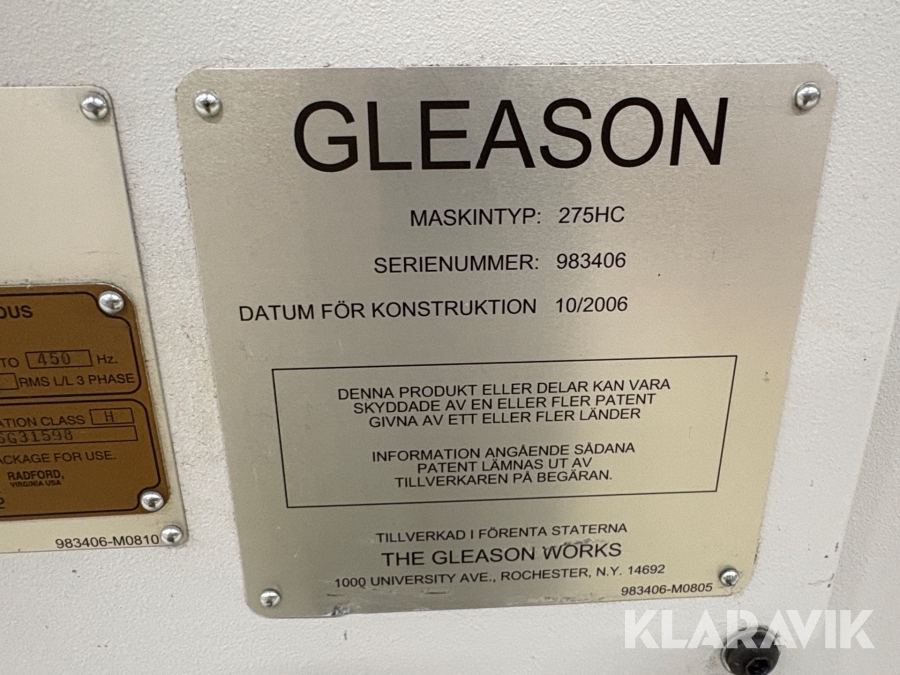 GLEASON
MASKINTYP: 275HC
SERIENUMMER: 983406
DATUM FÖR KONSTRUKTION 10/2006
DENNA PRODUKT ELLER DELAR KAN VARA
SKYDDADE AV EN ELLER FLER PATENT
GIVNA AV ETT ELLER FLER LÄNDER
INFORMATION ANGÅENDE SÅDANA
PATENT LÄMNAS UT AV
TILLVERKAREN PÅ BEGÄRAN.
TILLVERKAD I FÖRENTA STATERNA
THE GLEASON WORKS
1000 UNIVERSITY AVE., ROCHESTER, N.Y. 14692
983406-M0805
TO 450 Hz.
RMS L/L 3 PHASE
CLASS H
G31598
FOR USE.
RADFORD,
VIRGINIA USA
983406-M0810
KLARAVIK